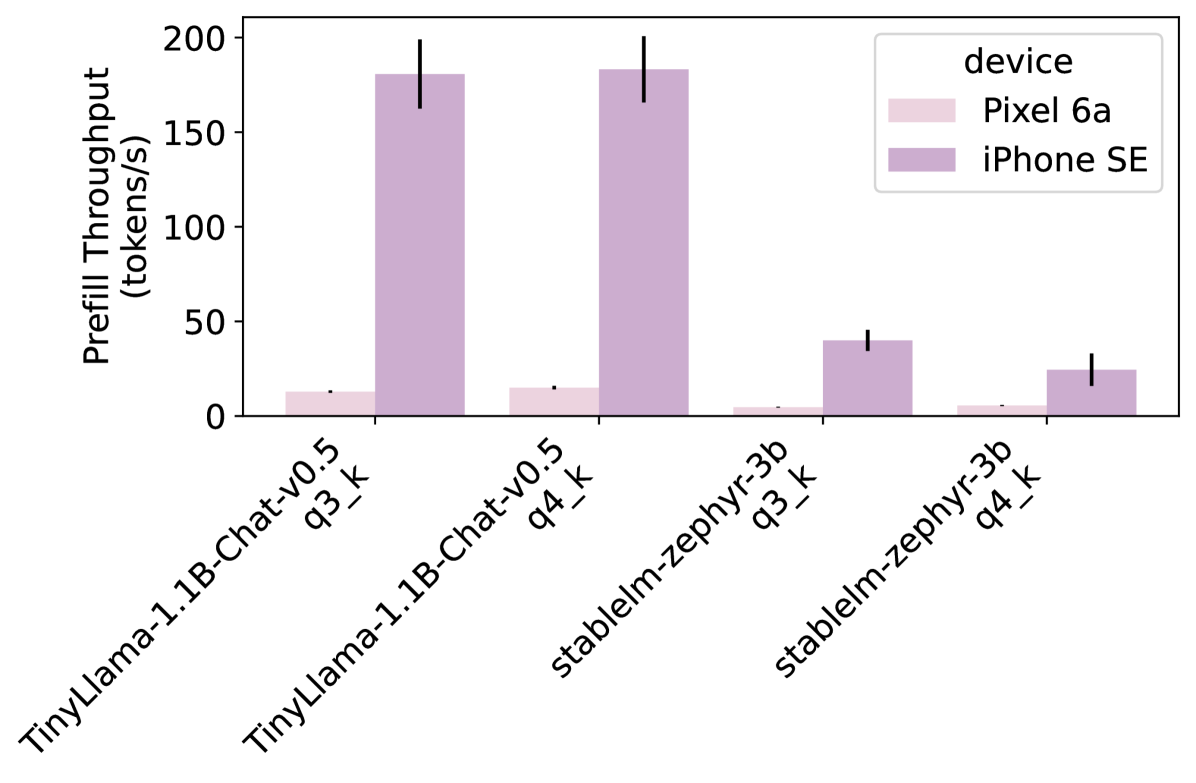 Prefill Throughput
(tokens/s)
200
150
100
50
0
device
Pixel 6a
iPhone SE
TinyLlama-1.1B-Chat-v0.5
q3_k
TinyLlama-1.1B-Chat-v0.5
q4_k
stablelm-zephyr-3b
q3_k
stablelm-zephyr-3b
q4_k